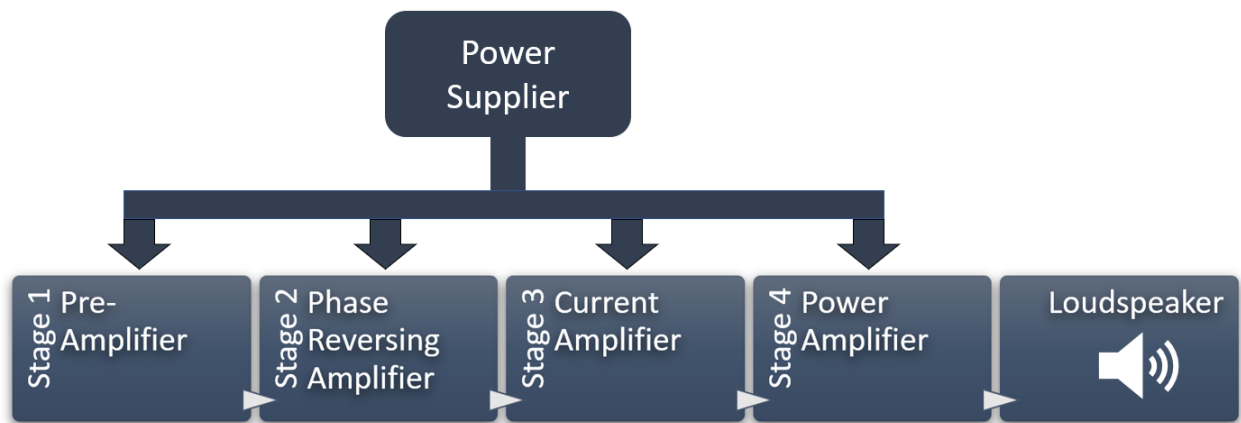 Power
Supplier
Stage 1
Pre-
Amplifier
Stage 2
Phase
Reversing
Amplifier
Stage 3
Current
Amplifier
Stage 4
Power
Amplifier
Loudspeaker